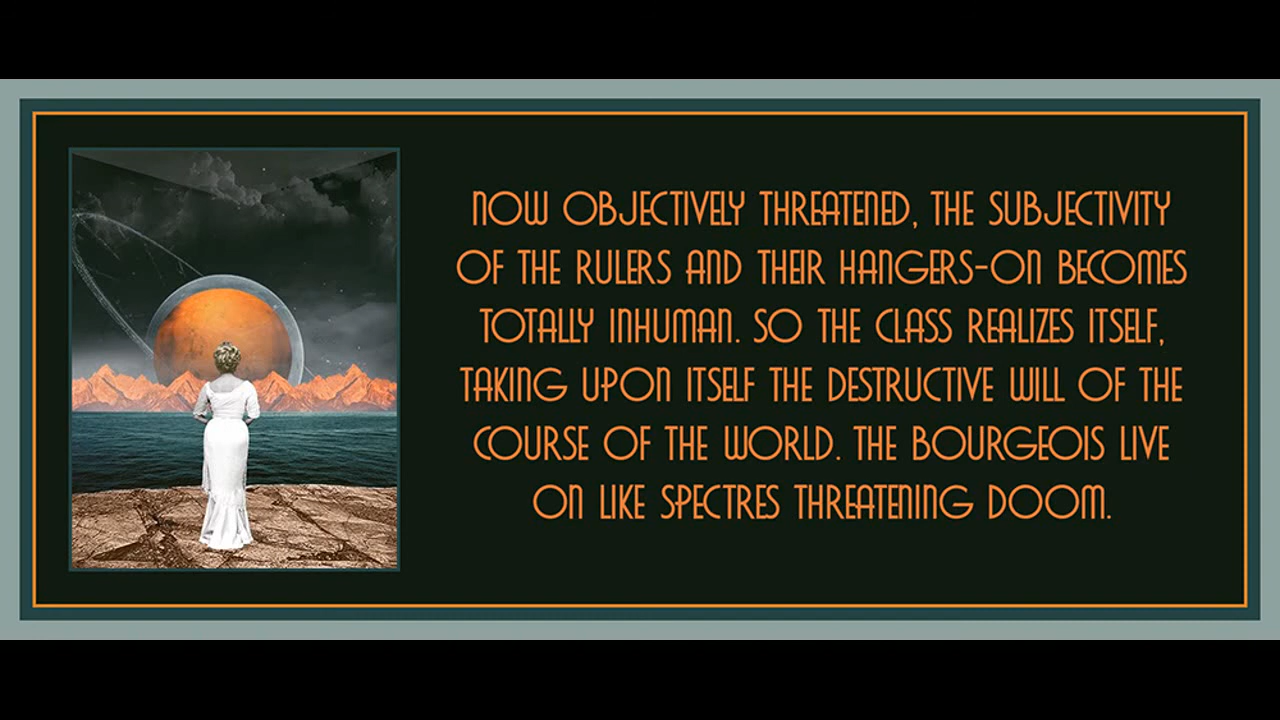 NOW OBJECTIVELY THREATENED, THE SUBJECTIVITY
OF THE RULERS AND THEIR HANGERS-ON BECOMES
TOTALLY INHUMAN. SO THE CLASS REALIZES ITSELF,
TAKING UPON ITSELF THE DESTRUCTIVE WILL OF THE
COURSE OF THE WORLD. THE BOURGEOIS LIVE
ON LIKE SPECTRES THREATENING DOOM.